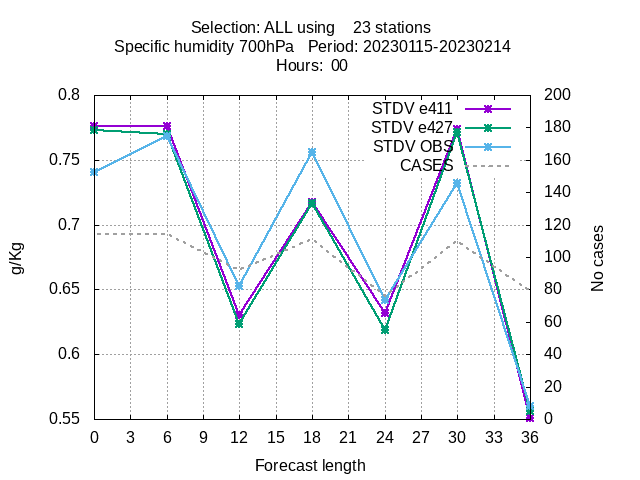 Selection: ALL using    23 stations
Specific humidity 700hPa   Period: 20230115-20230214
Hours:  00
0.8
0.75
0.7
0.65
0.6
0.55
g/Kg
STDV e411
STDV e427
STDV OBS
CASES
200
180
160
140
120
100
80
60
40
20
0
No cases
0 3 6 9 12 15 18 21 24 27 30 33 36
Forecast length